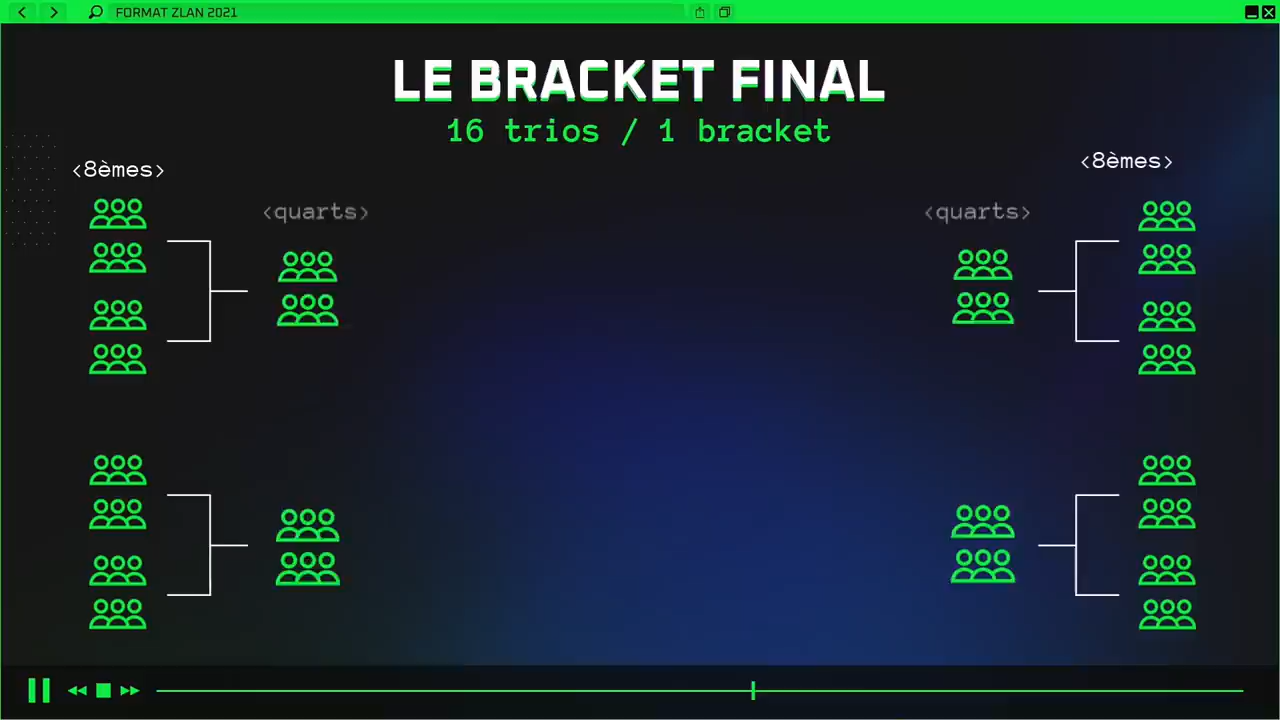 FORMAT ZLAN 2021
LE BRACKET FINAL
16 trios / 1 bracket
<8èmes>
<8èmes>
<quarts>
<quarts>